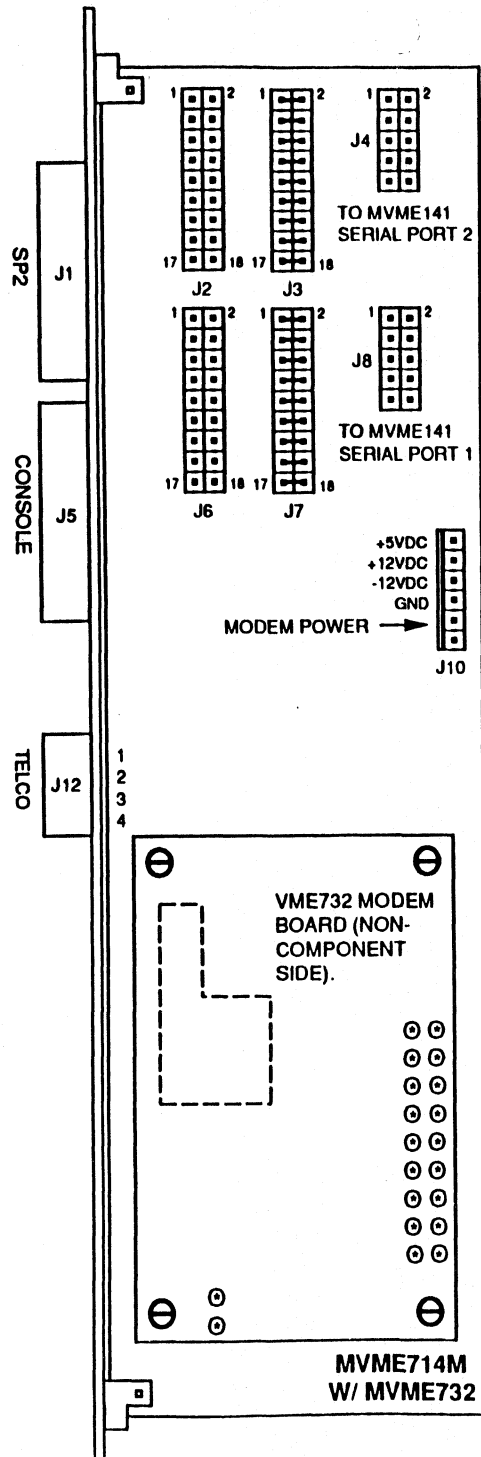 1 2 1 2 1 2
J4
TO MVME141
SERIAL PORT 2
17 18 17 18
J2 J3
SP2
J1
1 2 1 2 1 2
J8
TO MVME141
SERIAL PORT 1
17 18 17 18
J6 J7
CONSOLE
J5
+5VDC
+12VDC
-12VDC
GND
MODEM POWER
J10
TELCO
J12
1
2
3
4
VME732 MODEM
BOARD (NON-
COMPONENT
SIDE).
MVME714M
W/ MVME732